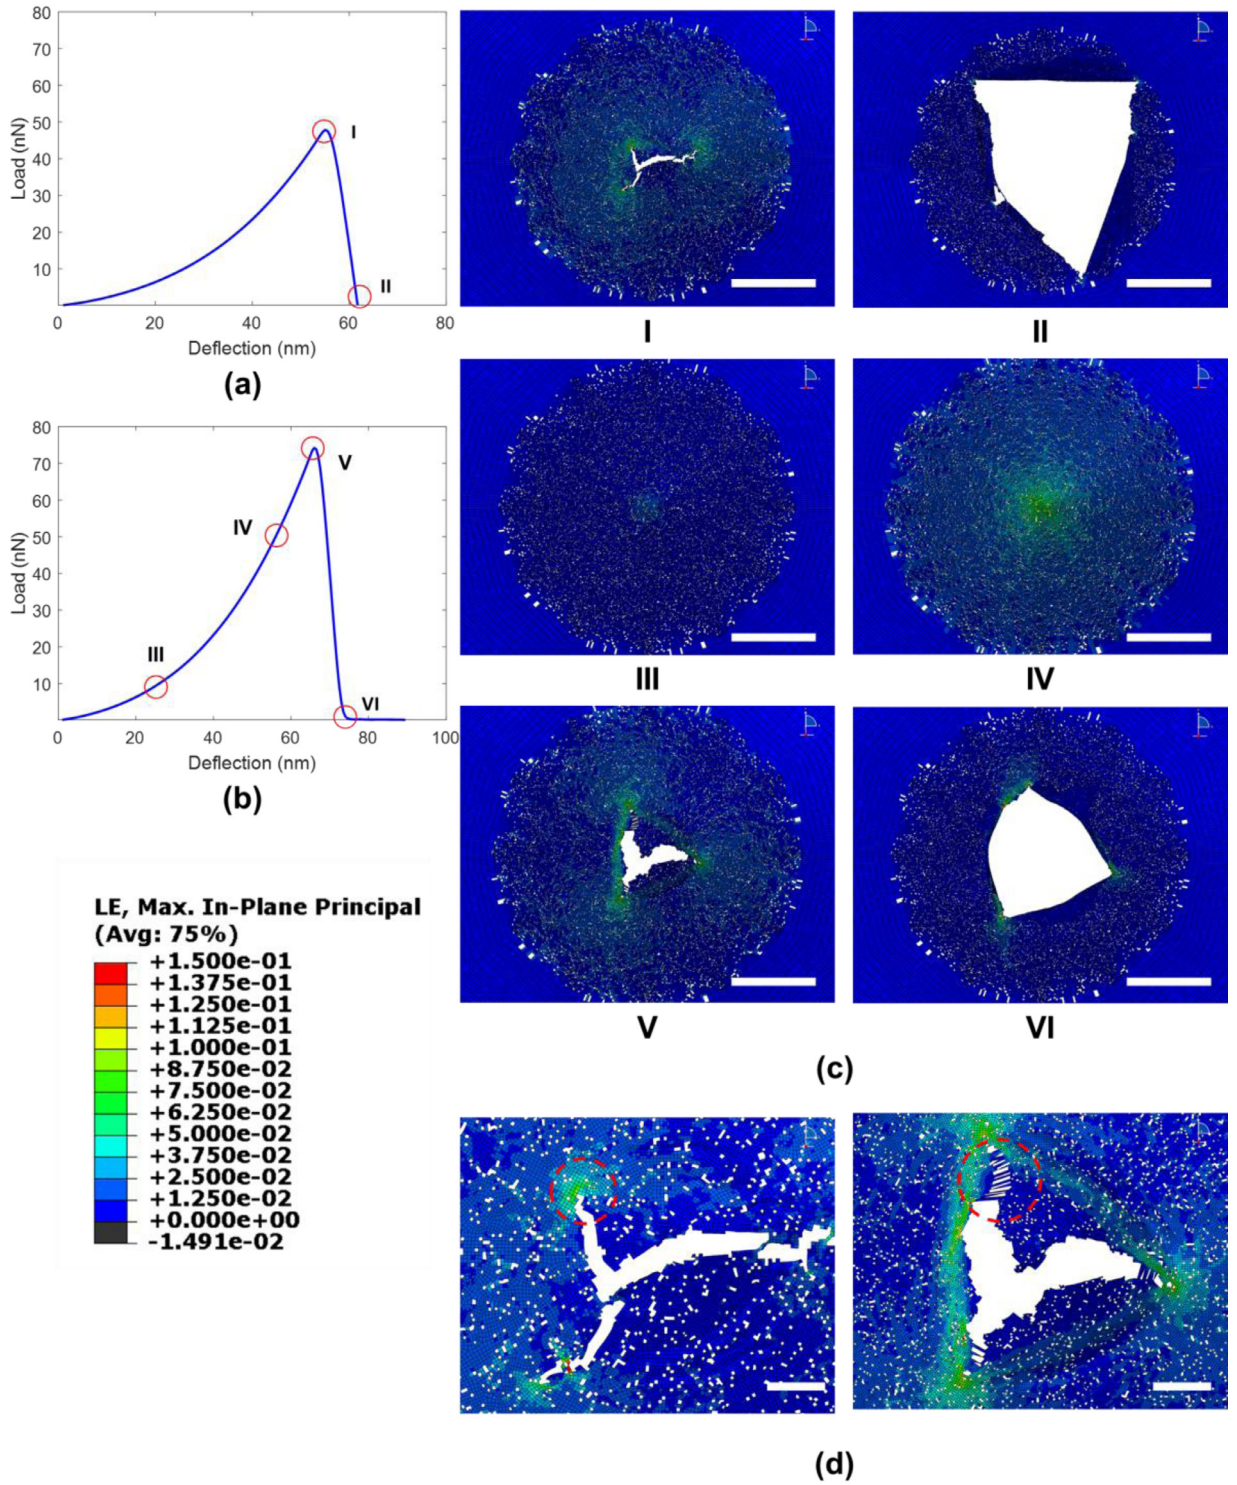 80
70
60
50
40
30
20
10
0
20
40
60
80
Load (nN)
Deflection (nm)
I
II
(a)
I
II
80
70
60
50
40
30
20
10
0
20
40
60
80
100
Load (nN)
Deflection (nm)
III
IV
V
VI
(b)
III
IV
V
VI
(c)
LE, Max. In-Plane Principal
(Avg: 75%)
+1.500e-01
+1.375e-01
+1.250e-01
+1.125e-01
+1.000e-01
+8.750e-02
+7.500e-02
+6.250e-02
+5.000e-02
+3.750e-02
+2.500e-02
+1.250e-02
+0.000e+00
-1.491e-02
(d)